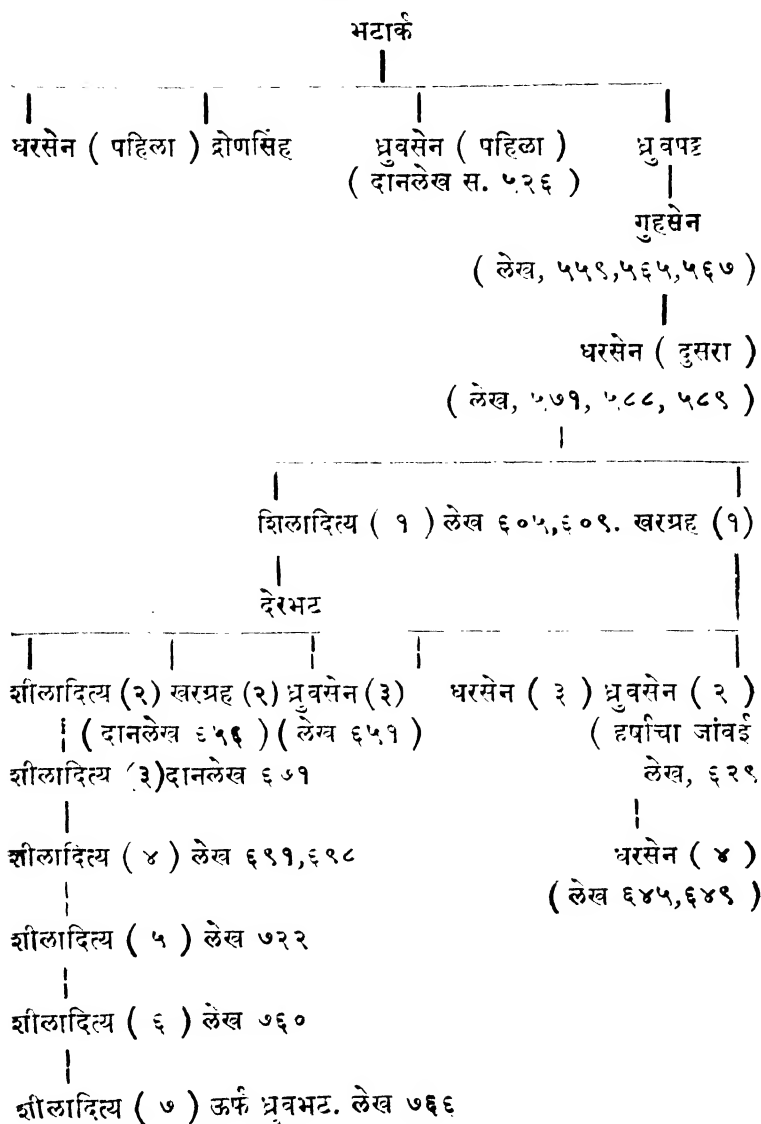 भटार्क
धरसेन ( पहिला ) द्रोणसिंह ध्रुवसेन ( पहिला ) ध्रुवपट्ट
( दानलेख स. ५२६ )
गुहसेन
( लेख, ५५९,५६५,५६७ )
धरसेन ( दुसरा )
( लेख, ५७१, ५८८, ५८९ )
शिलादित्य ( १ ) लेख ६०५,६०९. खरग्रह (१)
देरभट
शीलादित्य (२) खरग्रह (२) ध्रुवसेन (३) धरसेन ( ३ ) ध्रुवसेन ( २ )
( दानलेख ६५६ ) ( लेख ६५१ ) ( हर्षाचा जांवई
शीलादित्य (३)दानलेख ६७१ लेख, ६२९
शीलादित्य ( ४ ) लेख ६९१,६९८ धरसेन ( ४ )
( लेख ६४५,६४९ )
शीलादित्य ( ५ ) लेख ७२२
शीलादित्य ( ६ ) लेख ७६०
शीलादित्य ( ७ ) ऊर्फ ध्रुवभट. लेख ७६६